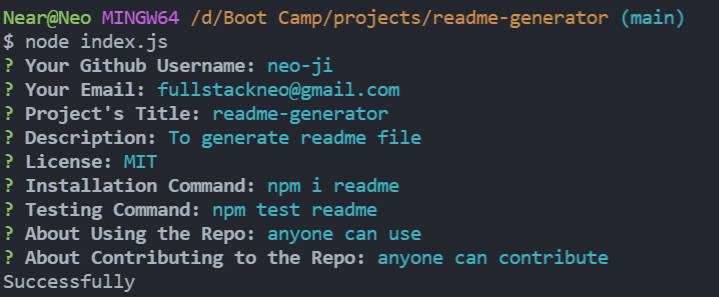 Near@Neo MINGW64 /d/Boot Camp/projects/readme-generator (main)
$ node index.js
? Your Github Username: neo-ji
? Your Email: fullstackneo@gmail.com
? Project's Title: readme-generator
? Description: To generate readme file
? License: MIT
? Installation Command: npm i readme
? Testing Command: npm test readme
? About Using the Repo: anyone can use
? About Contributing to the Repo: anyone can contribute
Successfully